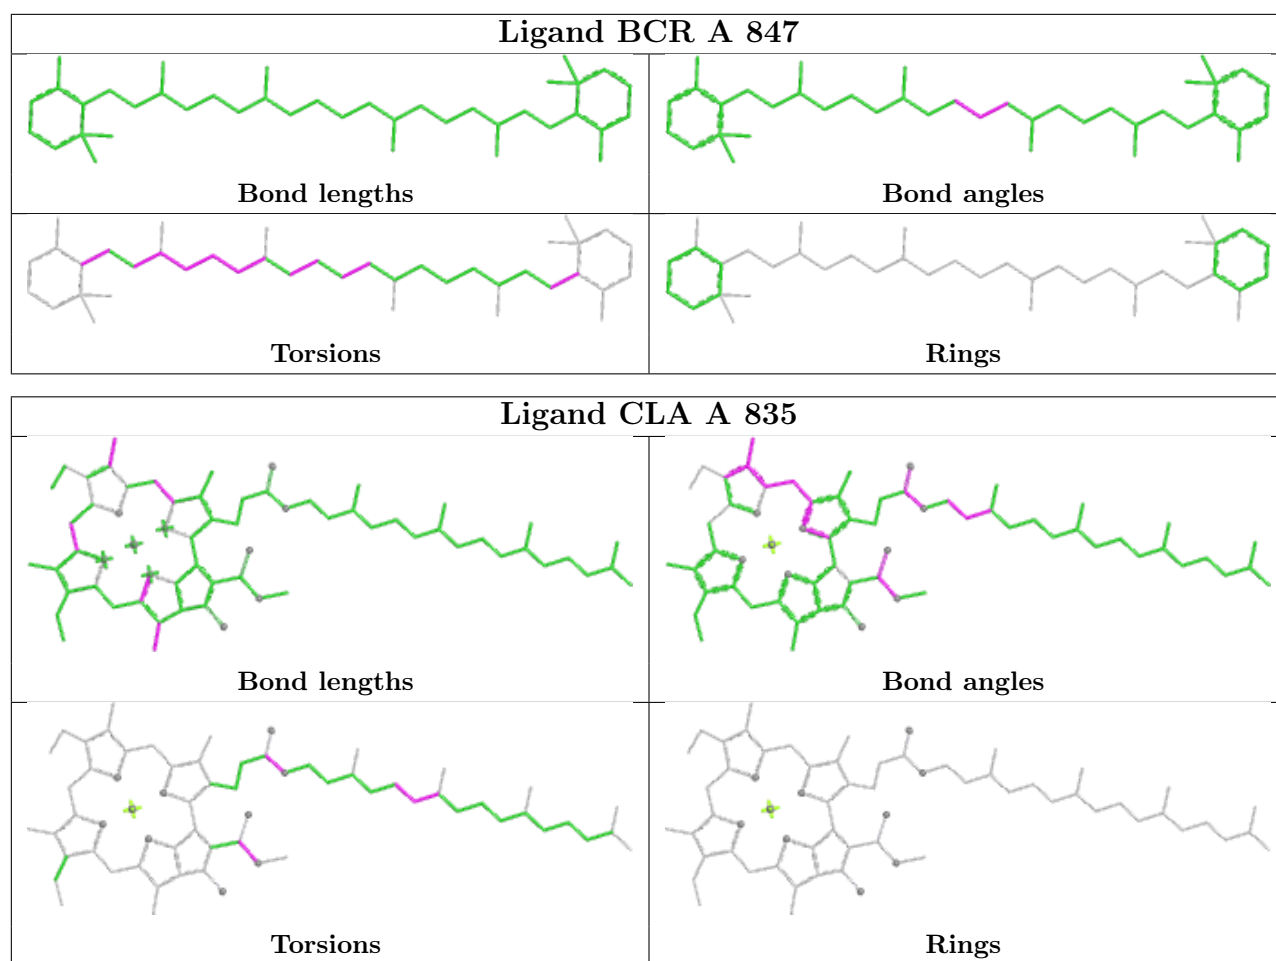 Ligand BCR A 847
Bond lengths
Bond angles
Torsions
Rings
Ligand CLA A 835
Bond lengths
Bond angles
Torsions
Rings